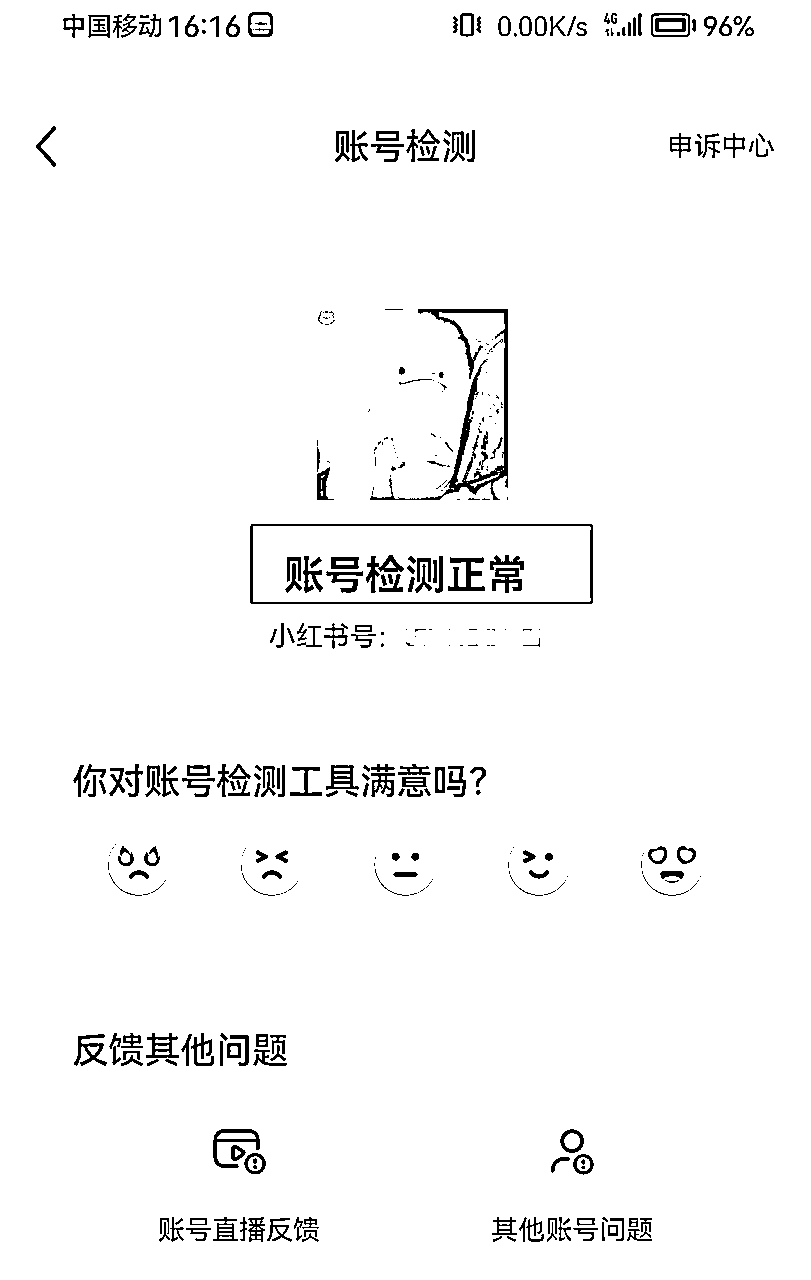 中国移动 16:16 0.00K/s 4G 96%
账号检测 申诉中心
账号检测正常
小红书号：
你对账号检测工具满意吗？
反馈其他问题
账号直播反馈 其他账号问题